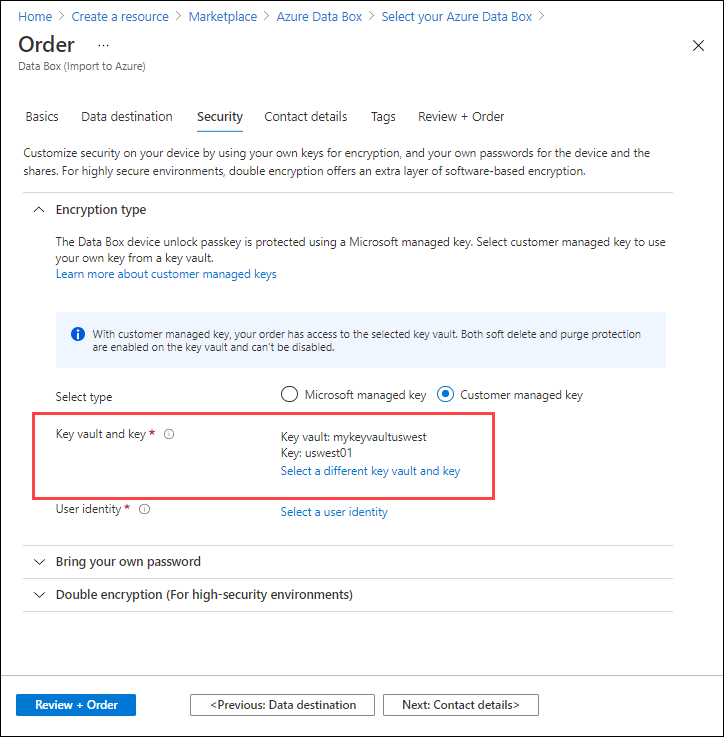 Home > Create a resource > Marketplace > Azure Data Box > Select your Azure Data Box >
Order ...
Data Box (Import to Azure)
Basics Data destination Security Contact details Tags Review + Order
Customize security on your device by using your own keys for encryption, and your own passwords for the device and the
shares. For highly secure environments, double encryption offers an extra layer of software-based encryption.
Encryption type
The Data Box device unlock passkey is protected using a Microsoft managed key. Select customer managed key to use
your own key from a key vault.
Learn more about customer managed keys
With customer managed key, your order has access to the selected key vault. Both soft delete and purge protection
are enabled on the key vault and can't be disabled.
Select type Microsoft managed key Customer managed key
Key vault and key * Key vault: mykeyvaultuswest
Key: uswest01
Select a different key vault and key
User identity * Select a user identity
Bring your own password
Double encryption (For high-security environments)
Review + Order <Previous: Data destination Next: Contact details>